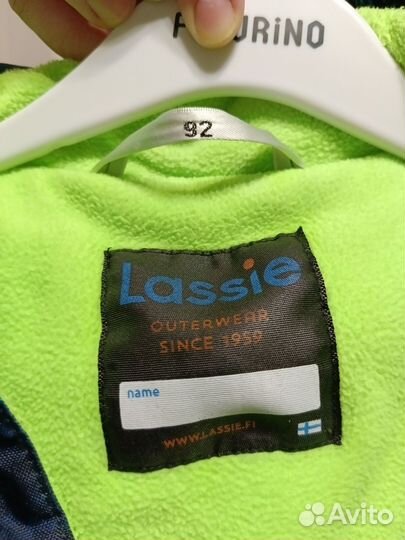 92
Lassie
OUTERWEAR
SINCE 1959
name
WWW.LASSIE.FI
Avito